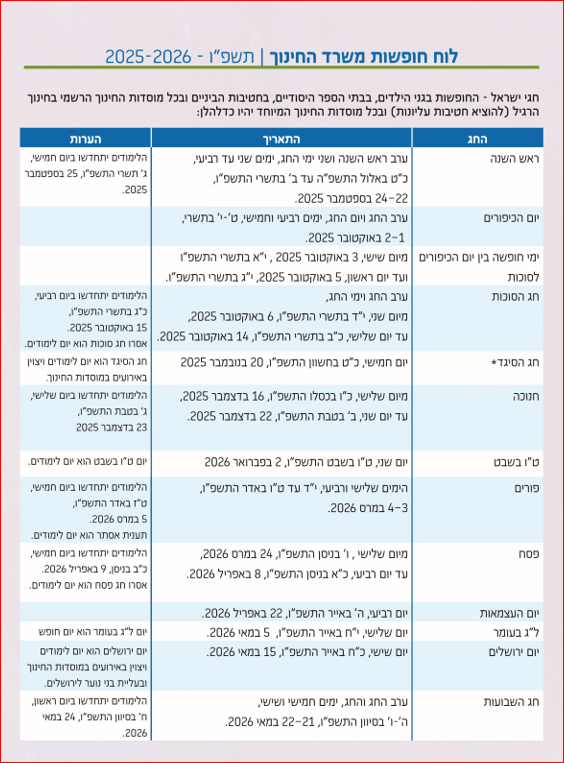 לוח חופשות משרד החינוך | תשפ"ו - 2025-2026
חגי ישראל - החופשות בגני הילדים, בבתי הספר היסודיים, בחטיבות הביניים ובכל מוסדות החינוך הרשמי בחינוך
הרגיל (להוציא חטיבות עליונות) ובכל מוסדות החינוך המיוחד יהיו כדלהלן:
החג
התאריך
הערות
ראש השנה
ערב ראש השנה ושני ימי החג, ימים שני עד רביעי,
כ"ט באלול התשפ"ה עד ב' בתשרי התשפ"ו,
22–24 בספטמבר 2025.
הלימודים יתחדשו ביום חמישי,
ג' תשרי התשפ"ו, 25 בספטמבר
2025.
יום הכיפורים
ערב החג ויום החג, ימים רביעי וחמישי, ט'-י' בתשרי,
1–2 באוקטובר 2025.
ימי חופשה בין יום הכיפורים
לסוכות
מיום שישי, 3 באוקטובר 2025 , י"א בתשרי התשפ"ו
ועד יום ראשון, 5 באוקטובר 2025, י"ג בתשרי התשפ"ו.
חג הסוכות
ערב החג וימי החג,
מיום שני, י"ד בתשרי התשפ"ו, 6 באוקטובר 2025,
עד יום שלישי, כ"ב בתשרי התשפ"ו, 14 באוקטובר 2025.
הלימודים יתחדשו ביום רביעי,
כ"ג בתשרי התשפ"ו,
15 באוקטובר 2025.
אסרו חג סוכות הוא יום לימודים.
חג הסיגד*
יום חמישי, כ"ט בחשוון התשפ"ו, 20 בנובמבר 2025
חג הסיגד הוא יום לימודים ויצוין
באירועים במוסדות החינוך.
חנוכה
מיום שלישי, כ"ו בכסלו התשפ"ו, 16 בדצמבר 2025,
עד יום שני, ב' בטבת התשפ"ו, 22 בדצמבר 2025.
הלימודים יתחדשו ביום שלישי,
ג' בטבת התשפ"ו,
23 בדצמבר 2025
ט"ו בשבט
יום שני, ט"ו בשבט התשפ"ו, 2 בפברואר 2026
יום ט"ו בשבט הוא יום לימודים.
פורים
הימים שלישי ורביעי, י"ד עד ט"ו באדר התשפ"ו,
3–4 במרס 2026.
הלימודים יתחדשו ביום חמישי,
ט"ז באדר התשפ"ו,
5 במרס 2026.
תענית אסתר הוא יום לימודים.
פסח
מיום שלישי , ו' בניסן התשפ"ו, 24 במרס 2026,
עד יום רביעי, כ"א בניסן התשפ"ו, 8 באפריל 2026.
הלימודים יתחדשו ביום חמישי,
כ"ב בניסן, 9 באפריל 2026.
אסרו חג פסח הוא יום לימודים.
יום העצמאות
יום רביעי, ה' באייר התשפ"ו, 22 באפריל 2026.
ל"ג בעומר
יום שלישי, י"ח באייר התשפ"ו, 5 במאי 2026.
יום ל"ג בעומר הוא יום חופש
יום ירושלים
יום שישי, כ"ח באייר התשפ"ו, 15 במאי 2026.
יום ירושלים הוא יום לימודים
ויצוין באירועים במוסדות החינוך
ובעליית בני נוער לירושלים.
חג השבועות
ערב החג והחג, ימים חמישי ושישי,
ה'-ו' בסיוון התשפ"ו, 21–22 במאי 2026.
הלימודים יתחדשו ביום ראשון,
ח' בסיוון התשפ"ו, 24 במאי
2026.